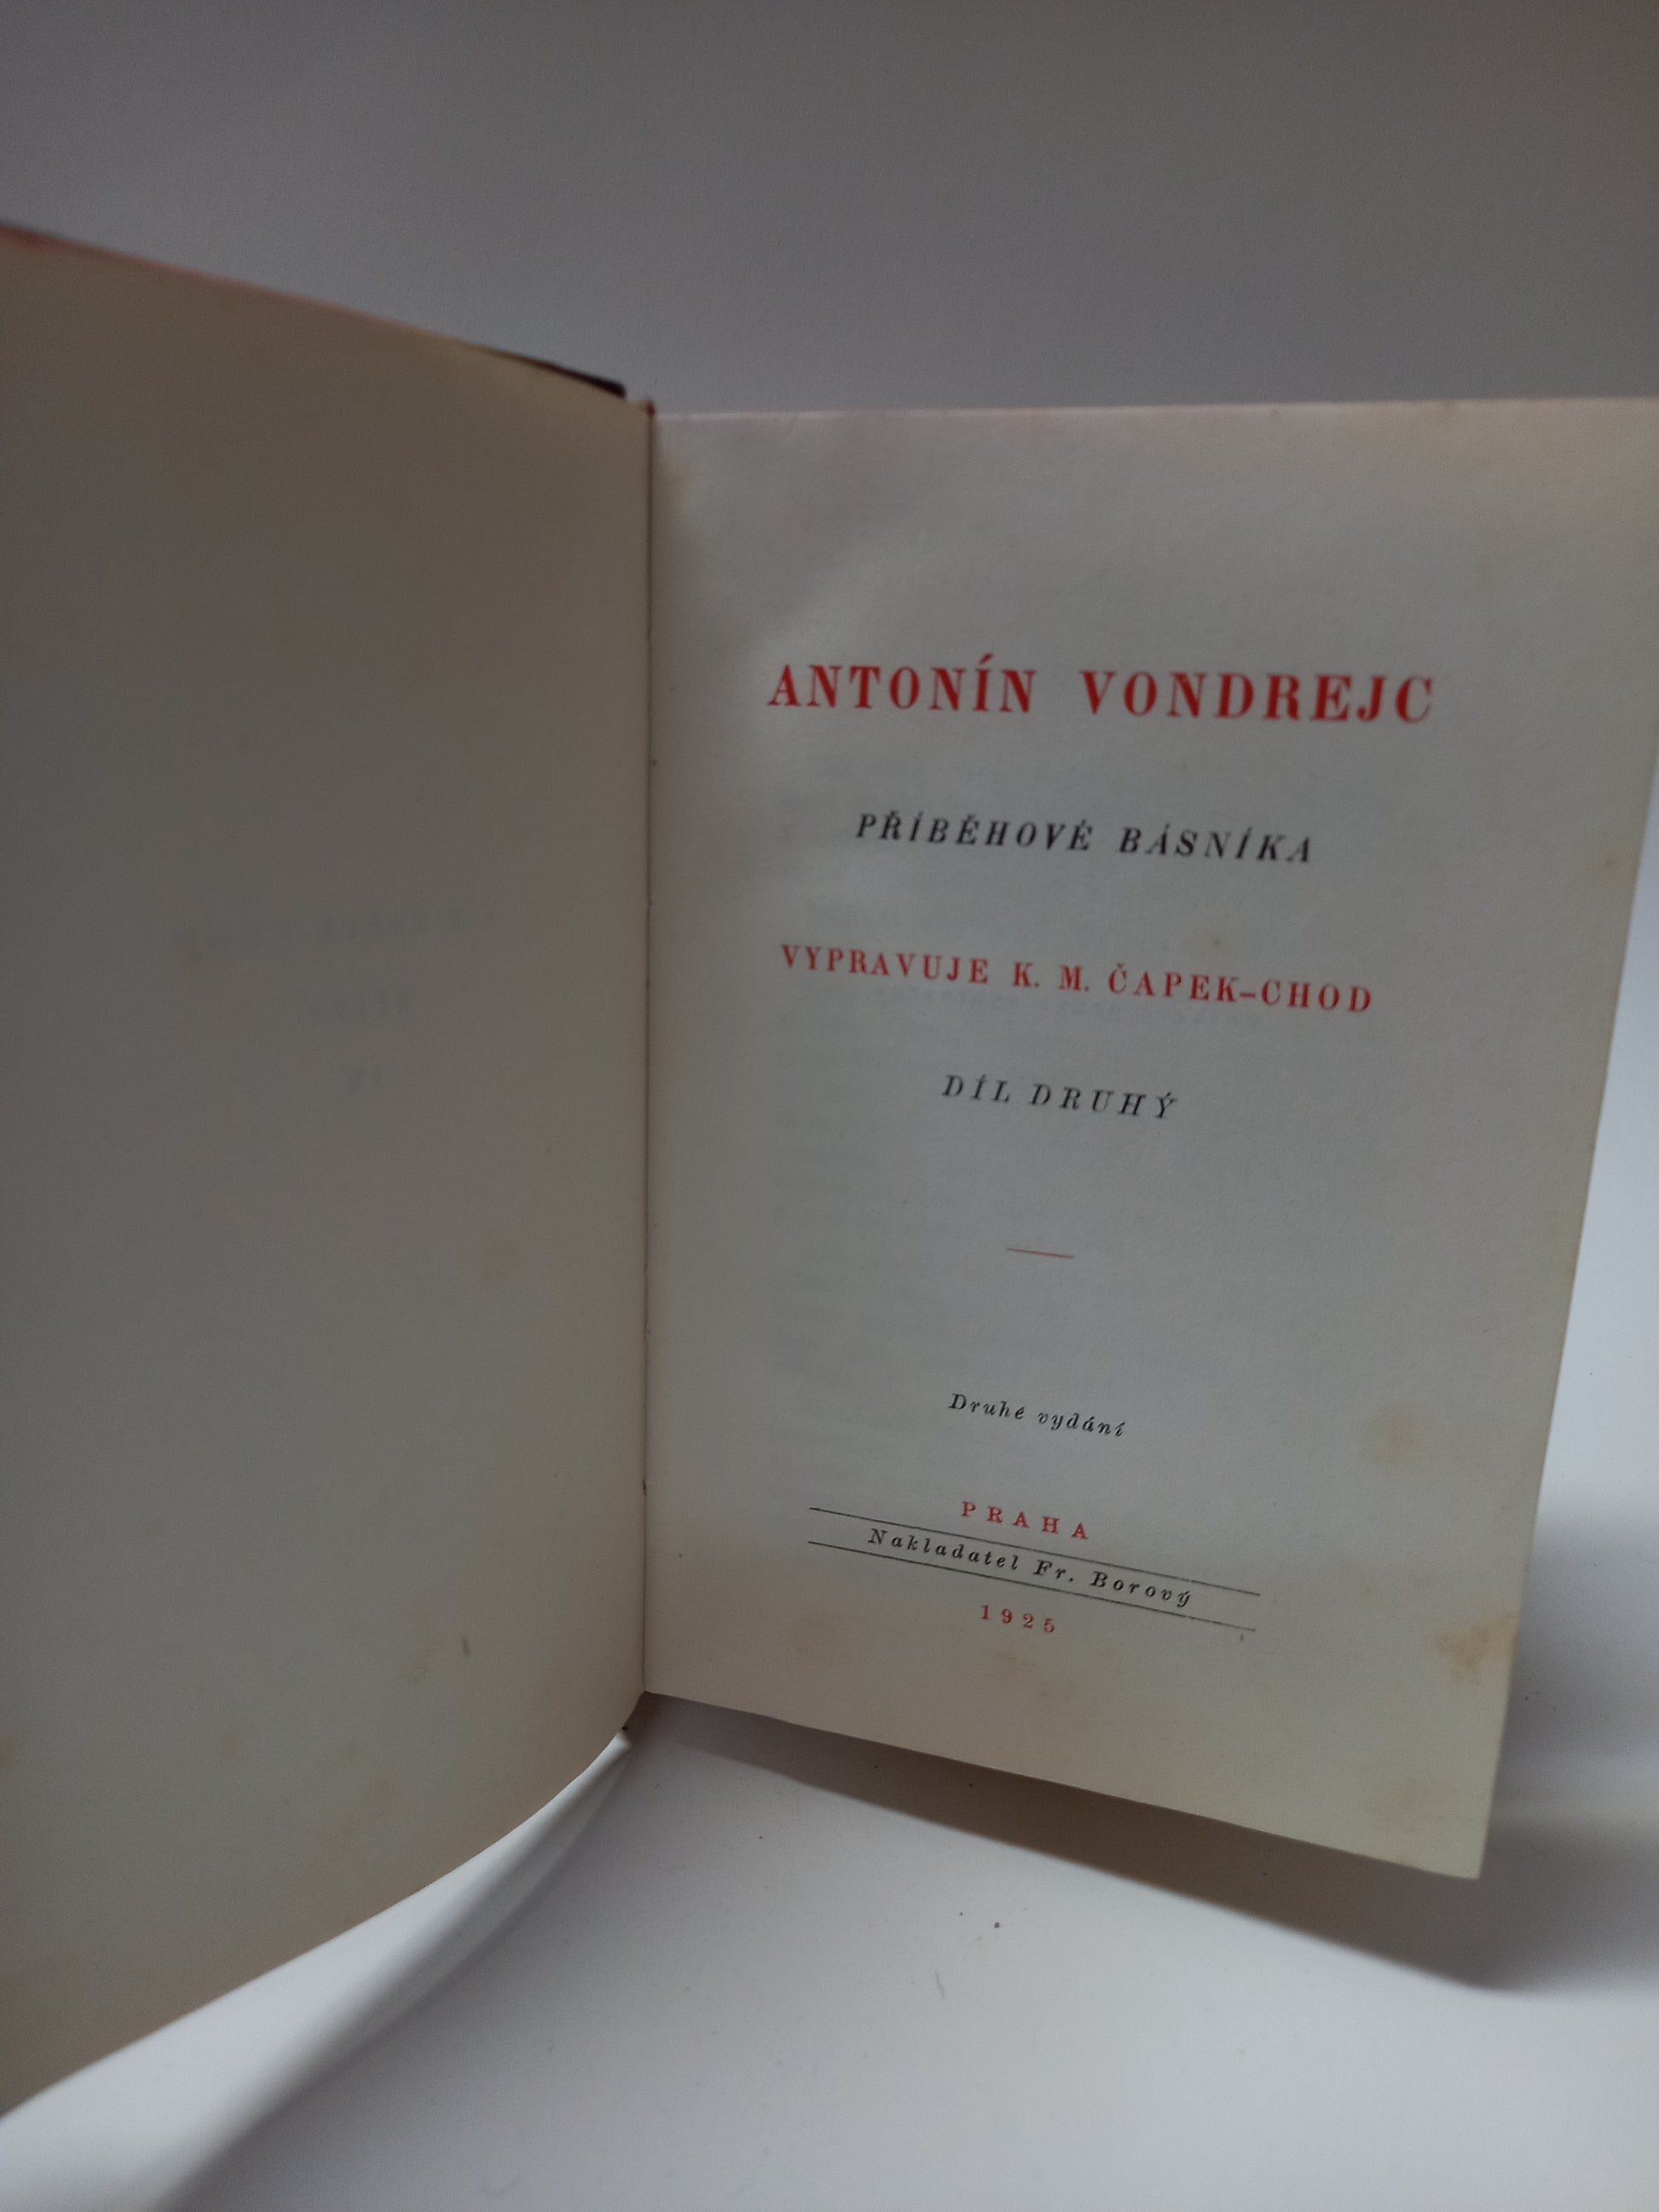 ANTONÍN VONDREJC
PŘÍBĚHOVÉ BÁSNÍKA
VYPRAVUJE K. M. ČAPEK-CHOD
DÍL DRUHÝ
Druhé vydání
PRAHA
Nakladatel Fr. Borový
1925